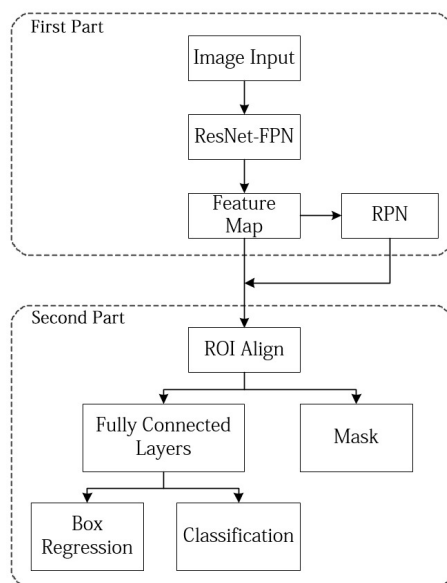 First Part
Image Input
ResNet-FPN
Feature
Map
RPN
Second Part
ROI Align
Fully Connected
Layers
Mask
Box
Regression
Classification